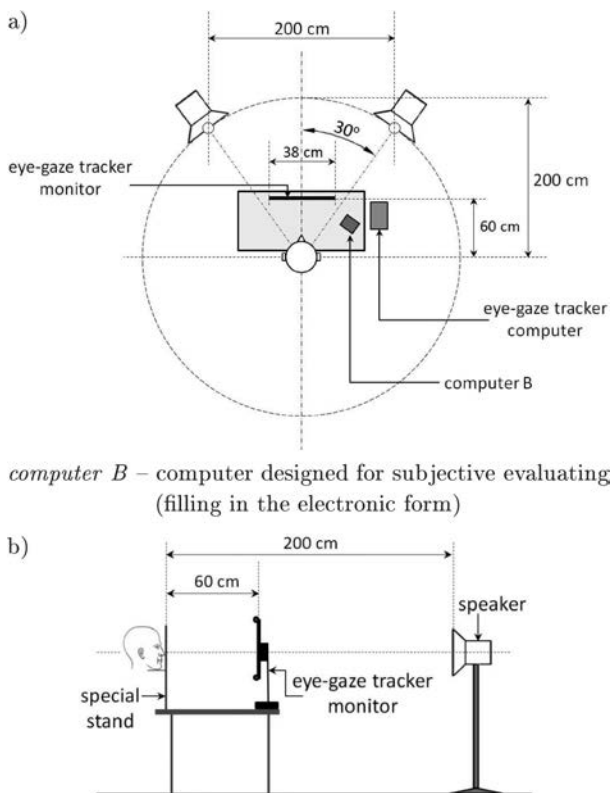 a)
200 cm
30°
38 cm
eye-gaze tracker
monitor
200 cm
60 cm
eye-gaze tracker
computer
computer B
computer B – computer designed for subjective evaluating
(filling in the electronic form)
b)
200 cm
60 cm
speaker
eye-gaze tracker
monitor
special
stand